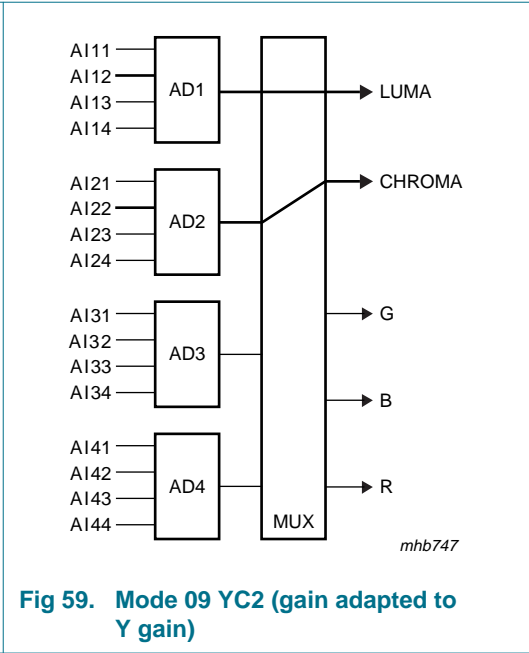 AI11
AI12
AI13
AI14
AD1
LUMA
AI21
AI22
AI23
AI24
AD2
CHROMA
AI31
AI32
AI33
AI34
AD3
G
B
AI41
AI42
AI43
AI44
AD4
R
MUX
mhb747
Fig 59. Mode 09 YC2 (gain adapted to
Y gain)